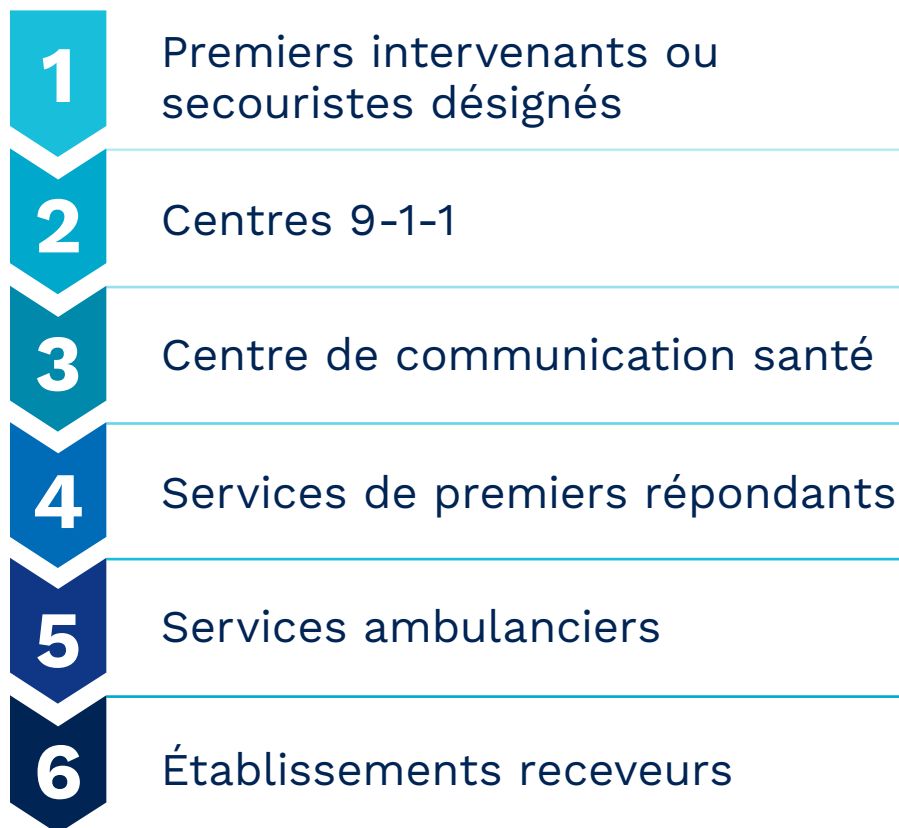 1
Premiers intervenants ou
secouristes désignés
2
Centres 9-1-1
3
Centre de communication santé
4
Services de premiers répondants
5
Services ambulanciers
6
Établissements receveurs